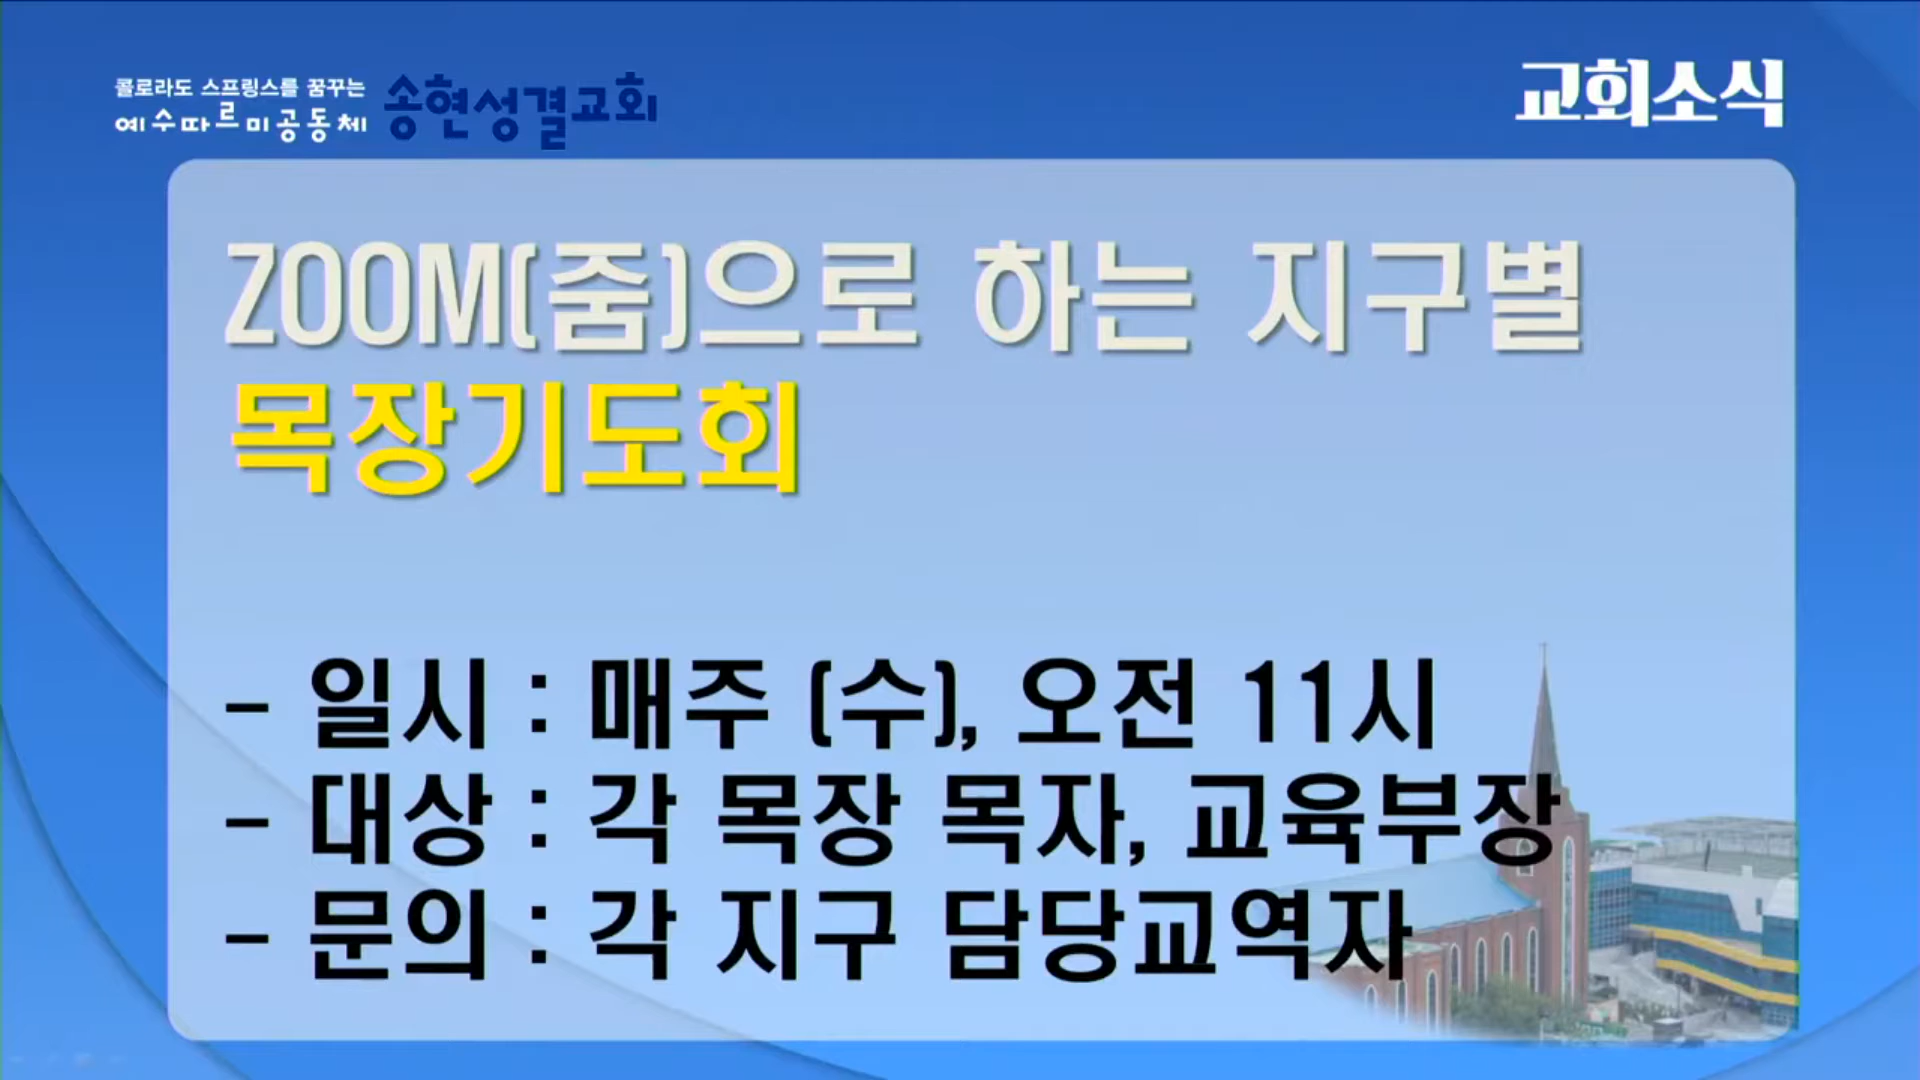 콜로라도 스프링스를 꿈꾸는
예수따르미공동체 송현성결교회
교회소식
ZOOM(줌)으로 하는 지구별
목장기도회
- 일시 : 매주 (수), 오전 11시
- 대상 : 각 목장 목자, 교육부장
- 문의 : 각 지구 담당교역자